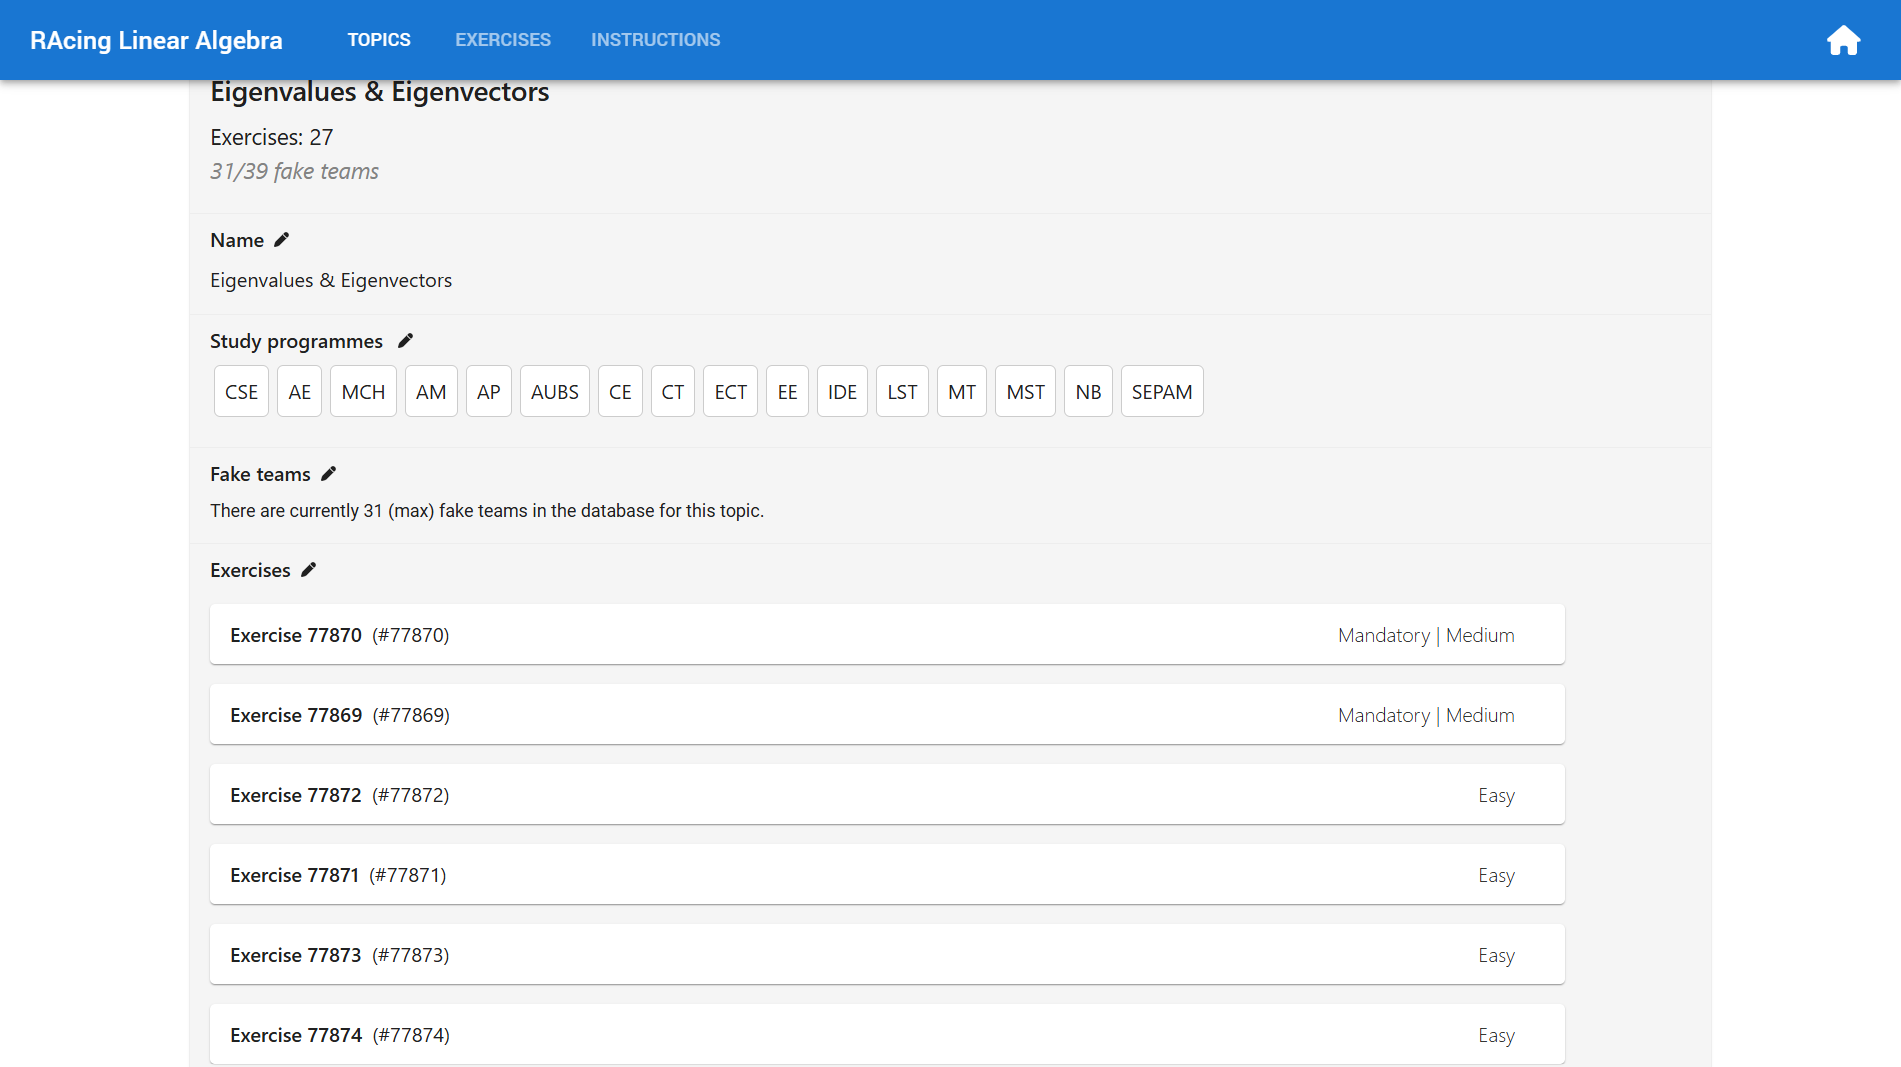 RAcing Linear Algebra TOPICS EXERCISES INSTRUCTIONS
Eigenvalues & Eigenvectors
Exercises: 27
31/39 fake teams
Name
Eigenvalues & Eigenvectors
Study programmes
CSE AE MCH AM AP AUBS CE CT ECT EE IDE LST MT MST NB SEPAM
Fake teams
There are currently 31 (max) fake teams in the database for this topic.
Exercises
Exercise 77870 (#77870) Mandatory | Medium
Exercise 77869 (#77869) Mandatory | Medium
Exercise 77872 (#77872) Easy
Exercise 77871 (#77871) Easy
Exercise 77873 (#77873) Easy
Exercise 77874 (#77874) Easy